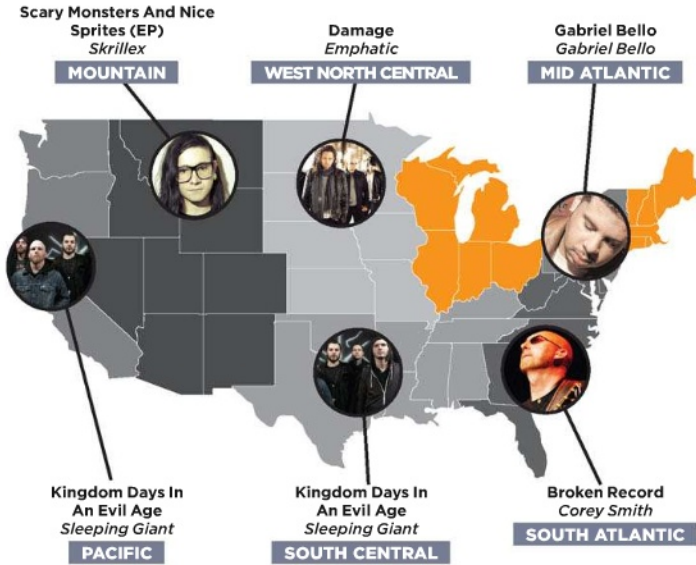 Scary Monsters And Nice
Sprites (EP)
Skrillex
MOUNTAIN
Damage
Emphatic
WEST NORTH CENTRAL
Gabriel Bello
Gabriel Bello
MID ATLANTIC
Kingdom Days In
An Evil Age
Sleeping Giant
PACIFIC
Kingdom Days In
An Evil Age
Sleeping Giant
SOUTH CENTRAL
Broken Record
Corey Smith
SOUTH ATLANTIC